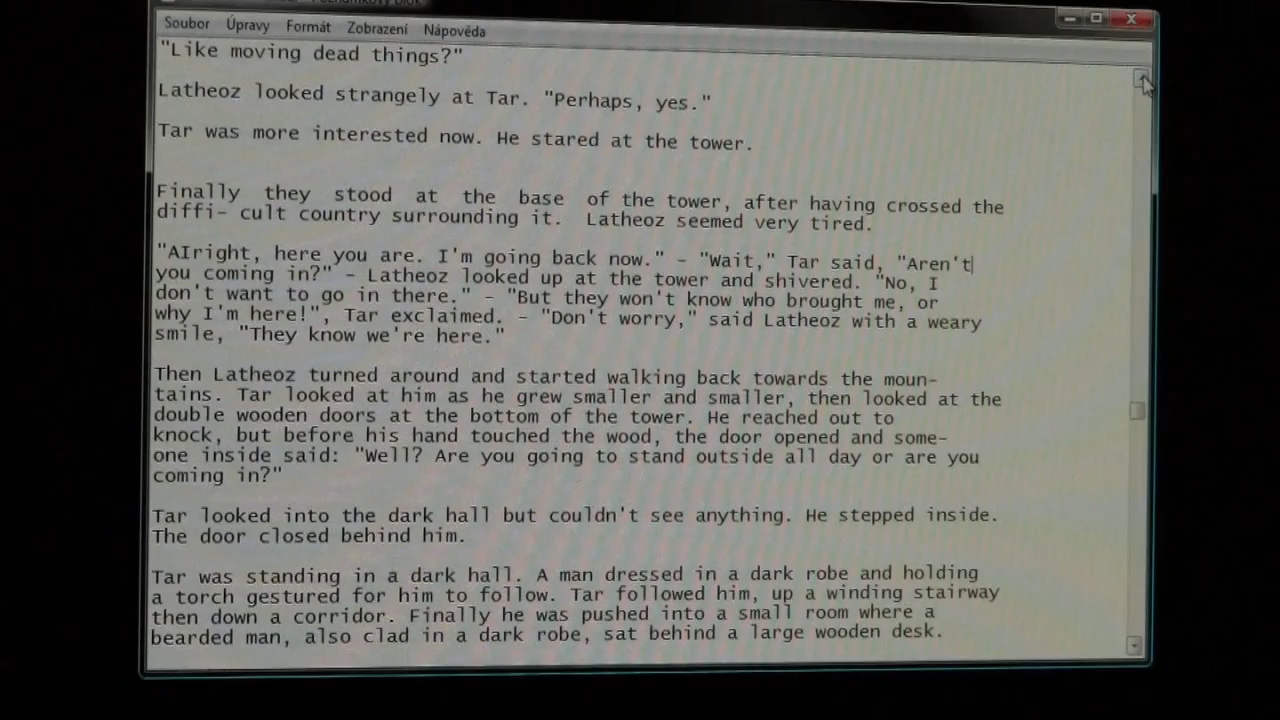 Soubor Úpravy Formát Zobrazení Nápověda
"Like moving dead things?"
Latheoz looked strangely at Tar. "Perhaps, yes."
Tar was more interested now. He stared at the tower.
Finally they stood at the base of the tower, after having crossed the
diffi- cult country surrounding it. Latheoz seemed very tired.
"AIright, here you are. I'm going back now." - "Wait," Tar said, "Aren't
you coming in?" - Latheoz looked up at the tower and shivered. "No, I
don't want to go in there." - "But they won't know who brought me, or
why I'm here!", Tar exclaimed. - "Don't worry," said Latheoz with a weary
smile, "They know we're here."
Then Latheoz turned around and started walking back towards the moun-
tains. Tar looked at him as he grew smaller and smaller, then looked at the
double wooden doors at the bottom of the tower. He reached out to
knock, but before his hand touched the wood, the door opened and some-
one inside said: "Well? Are you going to stand outside all day or are you
coming in?"
Tar looked into the dark hall but couldn't see anything. He stepped inside.
The door closed behind him.
Tar was standing in a dark hall. A man dressed in a dark robe and holding
a torch gestured for him to follow. Tar followed him, up a winding stairway
then down a corridor. Finally he was pushed into a small room where a
bearded man, also clad in a dark robe, sat behind a large wooden desk.